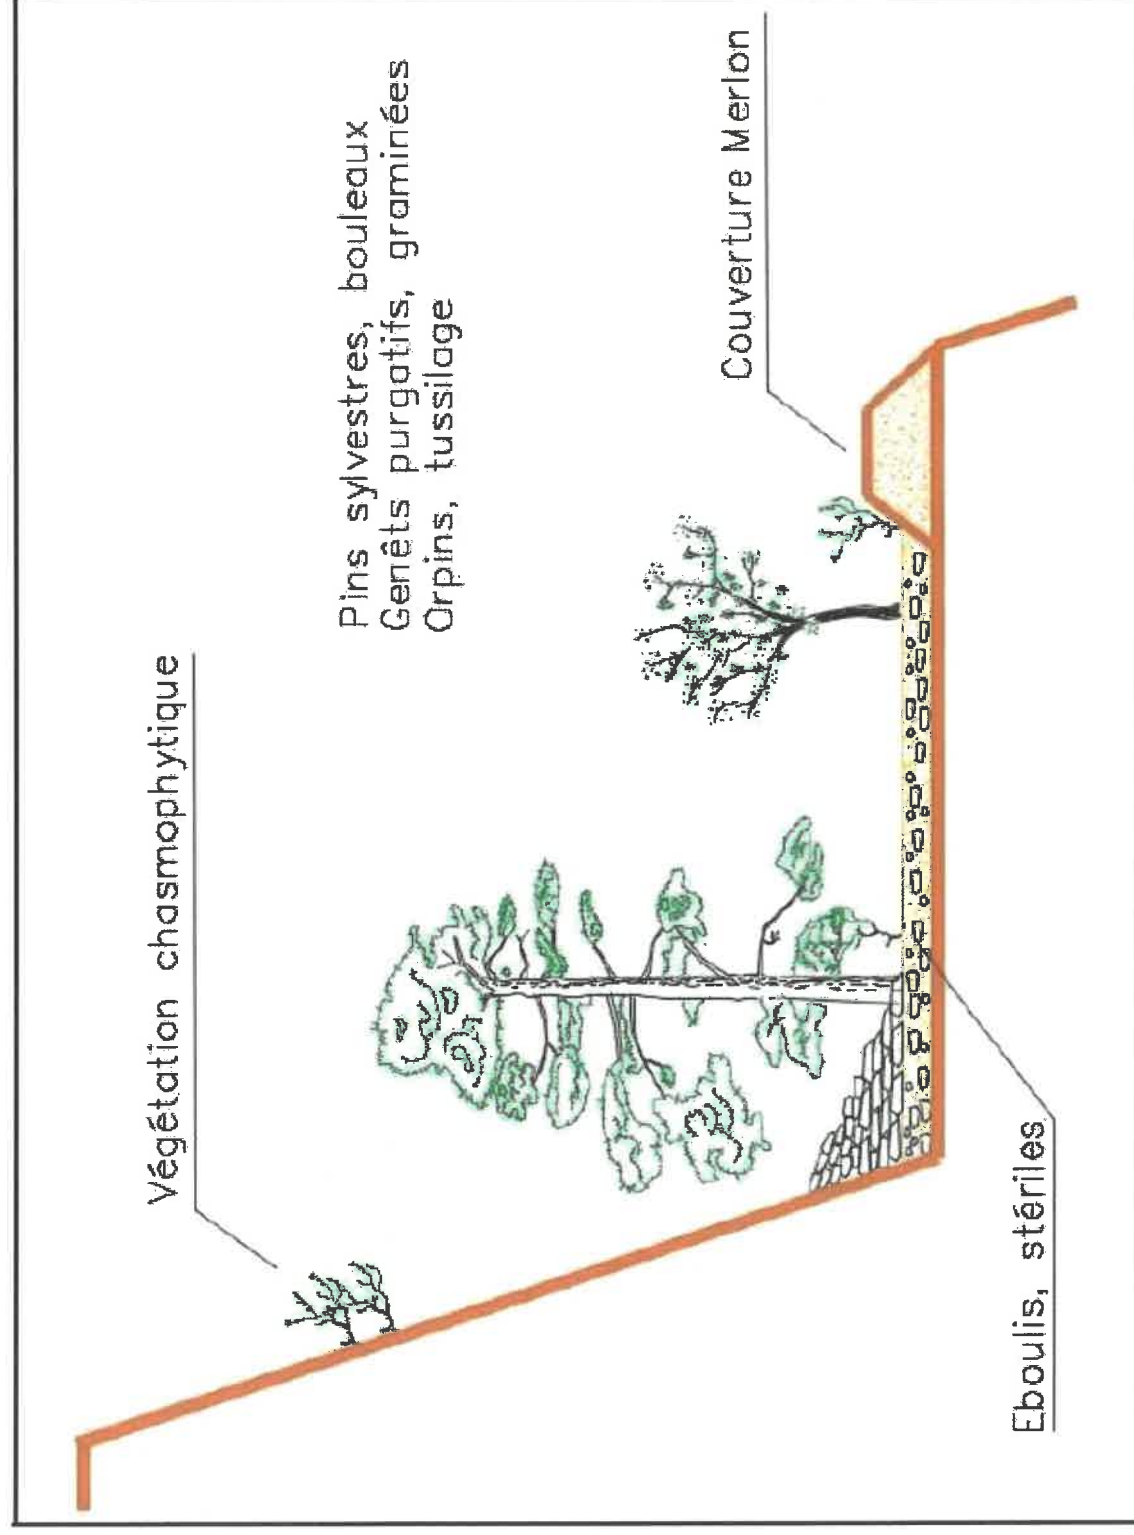 Végétation chasmophytique
Pins sylvestres, bouleaux
Genêts purgatifs, graminées
Orpins, tussilage
Couverture Merlon
Eboulis, stériles